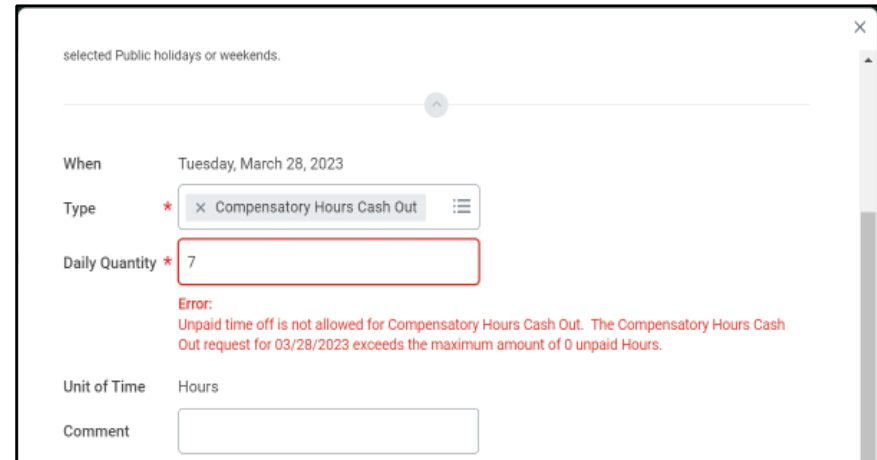 selected Public holidays or weekends.
When Tuesday, March 28, 2023
Type * × Compensatory Hours Cash Out
Daily Quantity * 7
Error:
Unpaid time off is not allowed for Compensatory Hours Cash Out. The Compensatory Hours Cash
Out request for 03/28/2023 exceeds the maximum amount of 0 unpaid Hours.
Unit of Time Hours
Comment